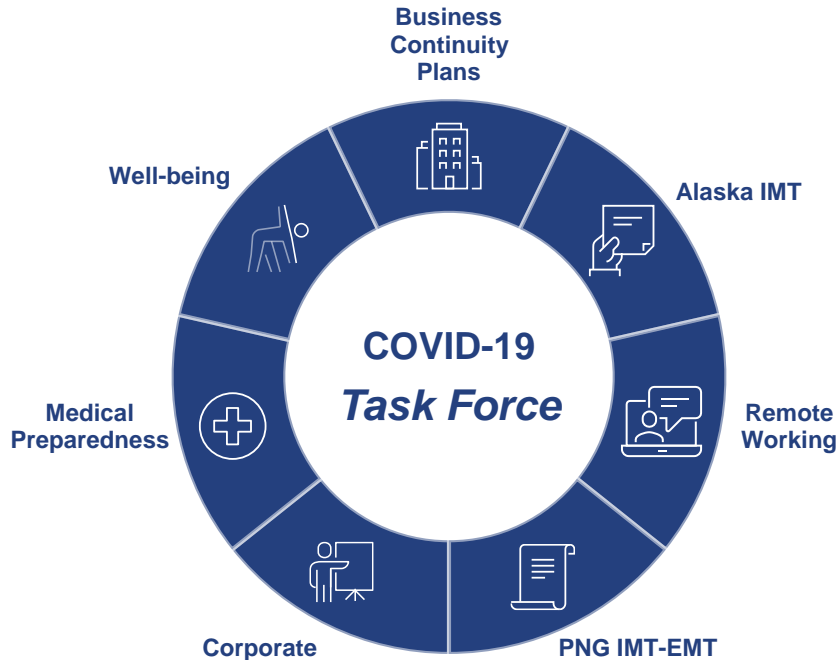 Business
Continuity
Plans
Well-being
Alaska IMT
COVID-19
Task Force
Medical
Preparedness
Remote
Working
Corporate
PNG IMT-EMT